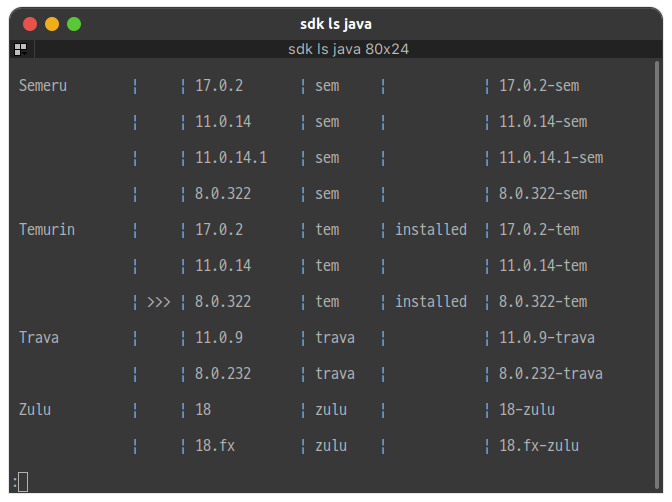 sdk ls java
sdk ls java 80x24
Semeru ¦ ¦ 17.0.2 ¦ sem ¦ ¦ 17.0.2-sem
¦ ¦ 11.0.14 ¦ sem ¦ ¦ 11.0.14-sem
¦ ¦ 11.0.14.1 ¦ sem ¦ ¦ 11.0.14.1-sem
¦ ¦ 8.0.322 ¦ sem ¦ ¦ 8.0.322-sem
Temurin ¦ ¦ 17.0.2 ¦ tem ¦ installed ¦ 17.0.2-tem
¦ ¦ 11.0.14 ¦ tem ¦ ¦ 11.0.14-tem
¦ >>> ¦ 8.0.322 ¦ tem ¦ installed ¦ 8.0.322-tem
Trava ¦ ¦ 11.0.9 ¦ trava ¦ ¦ 11.0.9-trava
¦ ¦ 8.0.232 ¦ trava ¦ ¦ 8.0.232-trava
Zulu ¦ ¦ 18 ¦ zulu ¦ ¦ 18-zulu
¦ ¦ 18.fx ¦ zulu ¦ ¦ 18.fx-zulu
: